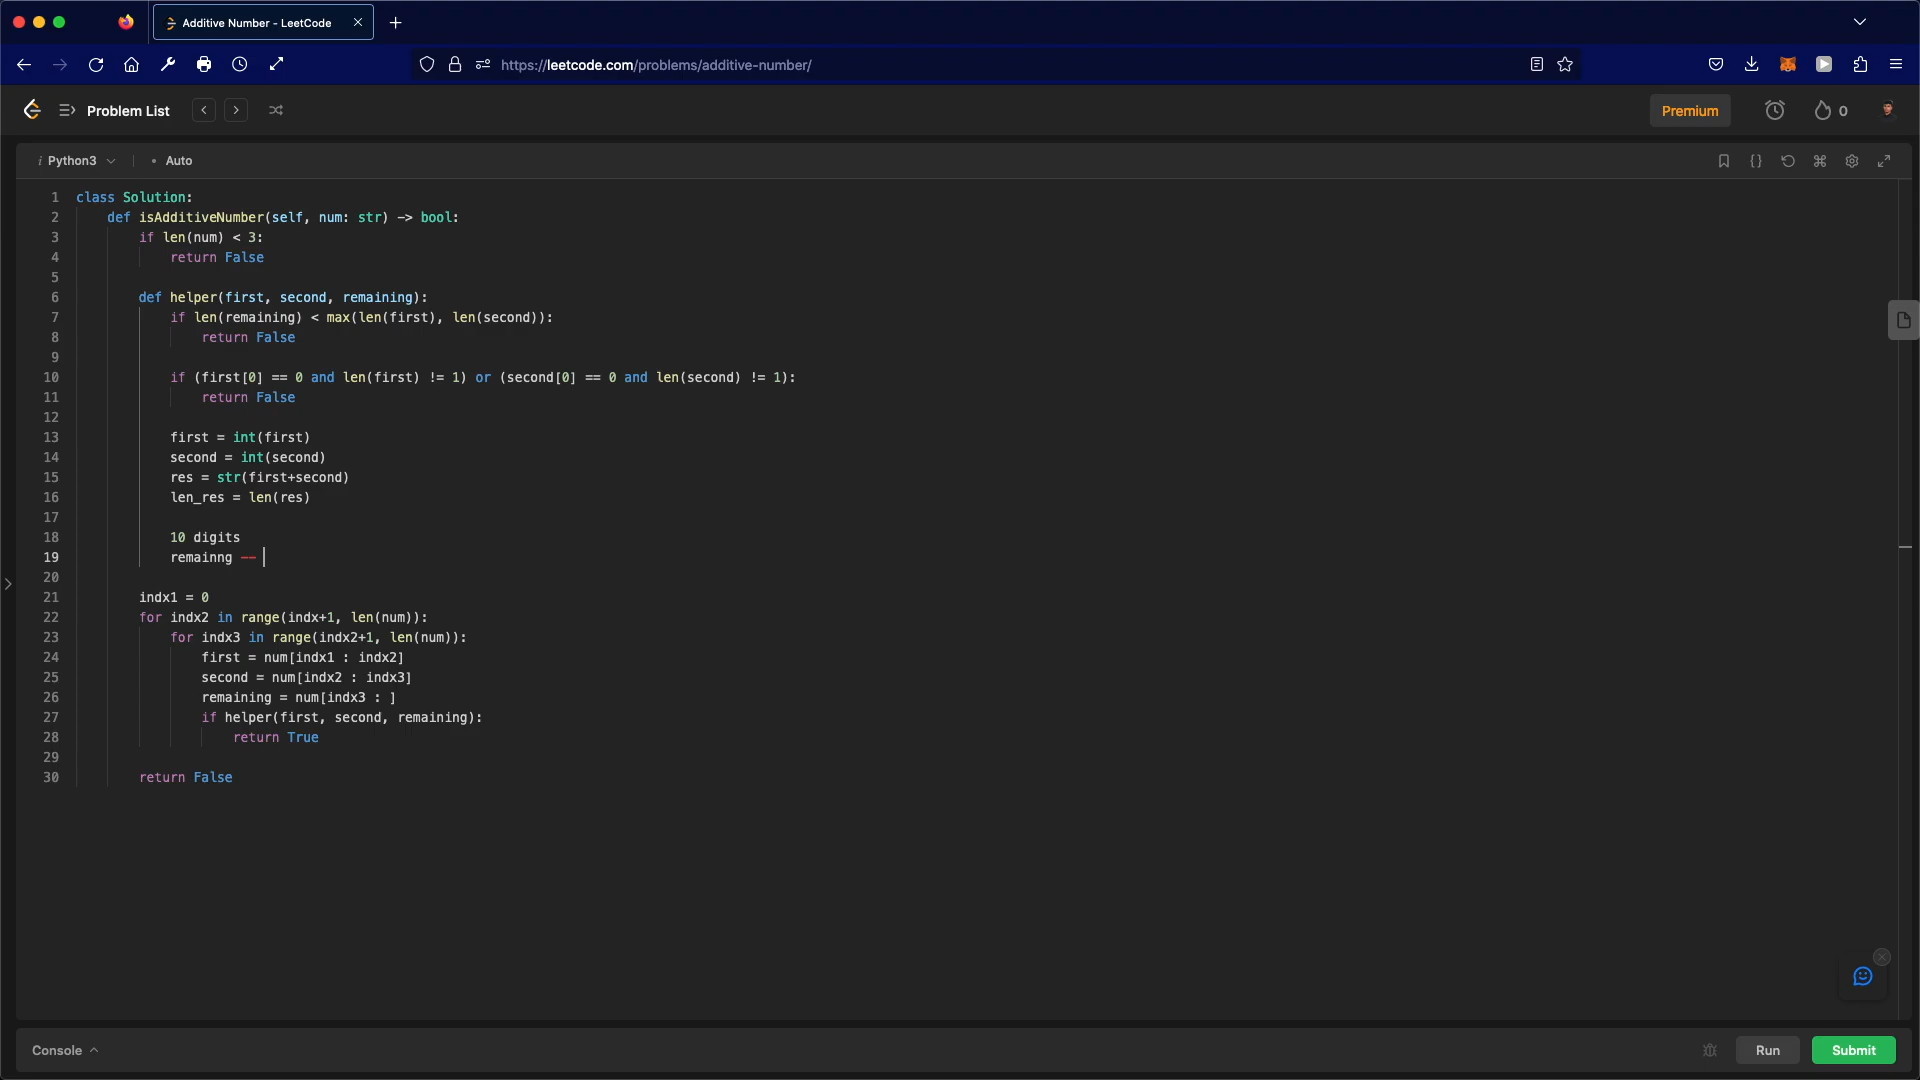 Additive Number - LeetCode
https://leetcode.com/problems/additive-number/
Problem List
Premium
0
i Python3
• Auto
1 class Solution:
2 def isAdditiveNumber(self, num: str) -> bool:
3 if len(num) < 3:
4 return False
5
6 def helper(first, second, remaining):
7 if len(remaining) < max(len(first), len(second)):
8 return False
9
10 if (first[0] == 0 and len(first) != 1) or (second[0] == 0 and len(second) != 1):
11 return False
12
13 first = int(first)
14 second = int(second)
15 res = str(first+second)
16 len_res = len(res)
17
18 10 digits
19 remainng --
20
21 indx1 = 0
22 for indx2 in range(indx+1, len(num)):
23 for indx3 in range(indx2+1, len(num)):
24 first = num[indx1 : indx2]
25 second = num[indx2 : indx3]
26 remaining = num[indx3 : ]
27 if helper(first, second, remaining):
28 return True
29
30 return False
Console
Run
Submit